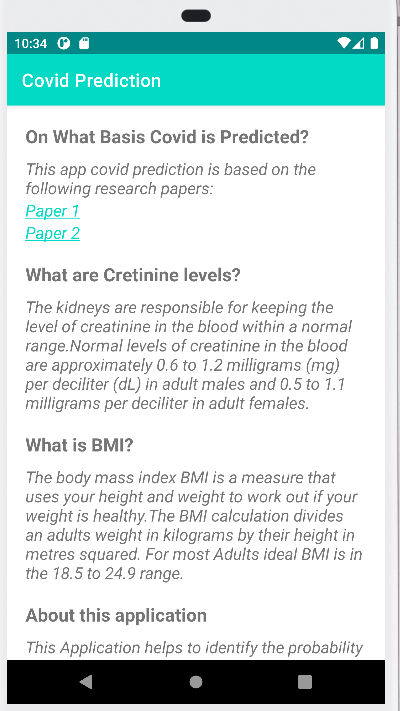 10:34
Covid Prediction
On What Basis Covid is Predicted?
This app covid prediction is based on the
following research papers:
Paper 1
Paper 2
What are Cretinine levels?
The kidneys are responsible for keeping the
level of creatinine in the blood within a normal
range.Normal levels of creatinine in the blood
are approximately 0.6 to 1.2 milligrams (mg)
per deciliter (dL) in adult males and 0.5 to 1.1
milligrams per deciliter in adult females.
What is BMI?
The body mass index BMI is a measure that
uses your height and weight to work out if your
weight is healthy.The BMI calculation divides
an adults weight in kilograms by their height in
metres squared. For most Adults ideal BMI is in
the 18.5 to 24.9 range.
About this application
This Application helps to identify the probability